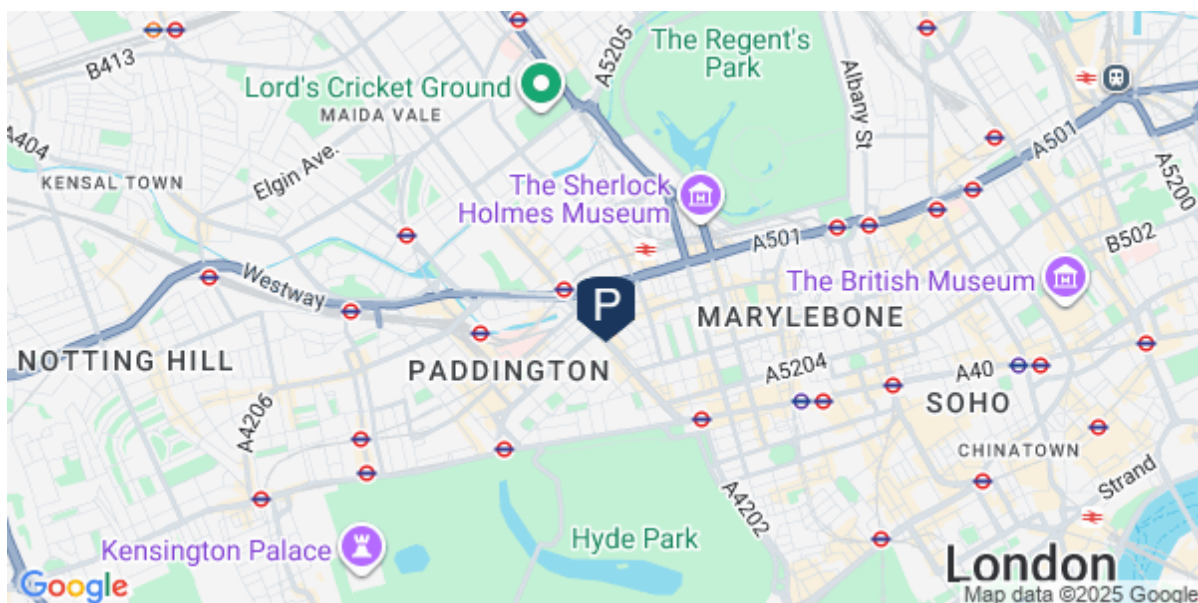 B413
A5205
The Regent's
Park
Lord's Cricket Ground
MAIDA VALE
Albany St
A404
Elgin Ave.
KENSAL TOWN
A501
A5200
The Sherlock
Holmes Museum
A501
B502
Westway
The British Museum
P
MARYLEBONE
NOTTING HILL
PADDINGTON
A5204
A40
SOHO
A4206
CHINATOWN
Strand
A4202
Hyde Park
Kensington Palace
London
Google
Map data ©2025 Google